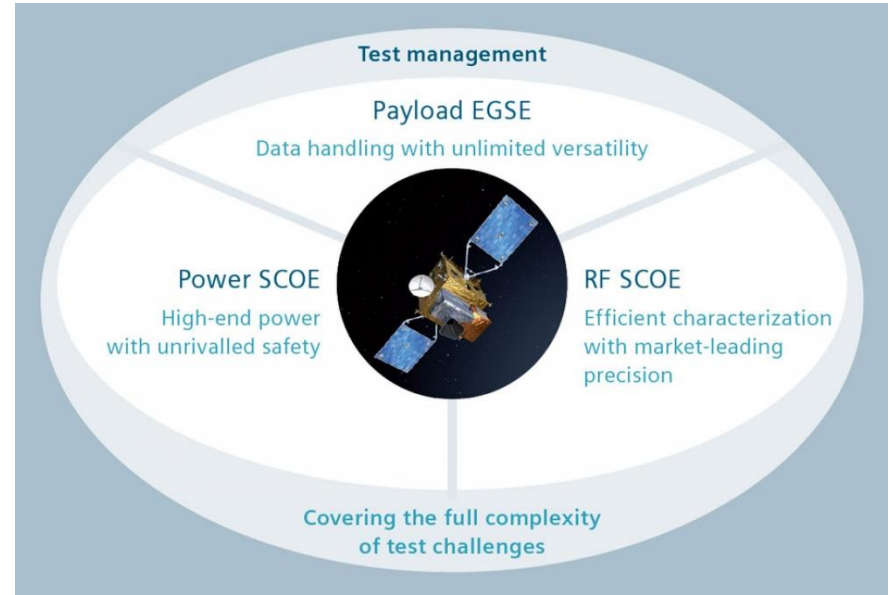 Test management
Payload EGSE
Data handling with unlimited versatility
Power SCOE
High-end power
with unrivalled safety
RF SCOE
Efficient characterization
with market-leading
precision
Covering the full complexity
of test challenges